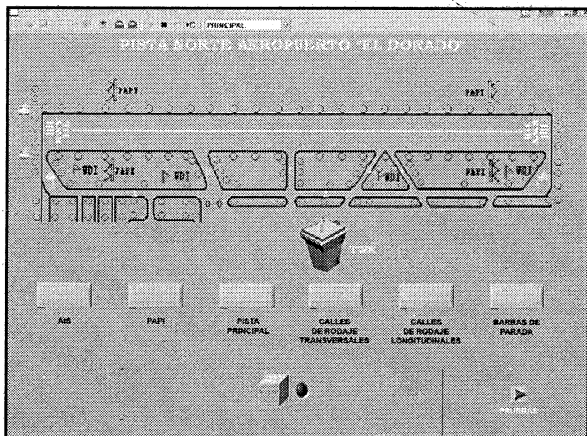 PRINCIPAL
PISTA NORTE AEROPUERTO "EL DORADO"
PAPI PAPI
WDI PAPI WDI WDI PAPI WDI
AIS PAPI PISTA PRINCIPAL CALLES DE RODAJE TRANSVERSALES CALLES DE RODAJE LONGITUDINALES BARRAS DE PARADA
PRUEBAS